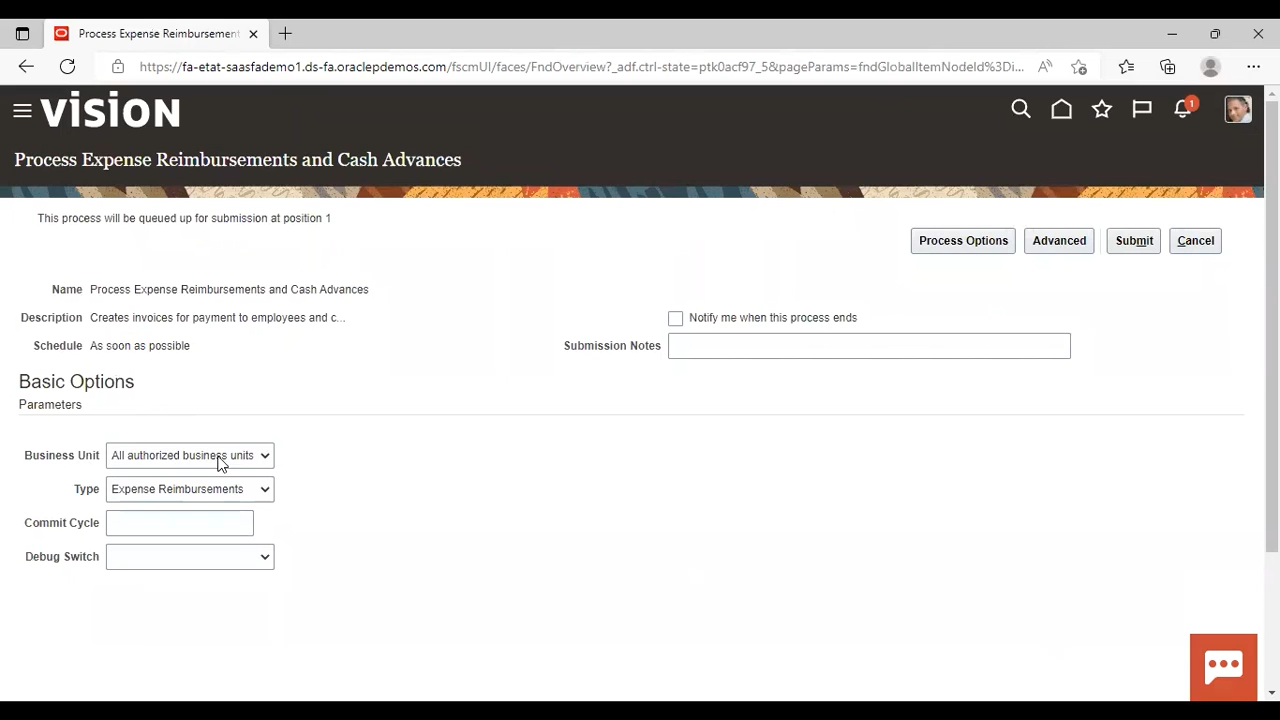 Process Expense Reimbursement
https://fa-etat-saasfademo1.ds-fa.oraclepdemos.com/fscmUI/faces/FndOverview?_adf.ctrl-state=ptk0acf97_5&pageParams=fndGlobalItemNodeId%3Di...
VISION
1
Process Expense Reimbursements and Cash Advances
This process will be queued up for submission at position 1
Process Options Advanced Submit Cancel
Name Process Expense Reimbursements and Cash Advances
Description Creates invoices for payment to employees and c... Notify me when this process ends
Schedule As soon as possible Submission Notes
Basic Options
Parameters
Business Unit All authorized business units
Type Expense Reimbursements
Commit Cycle
Debug Switch